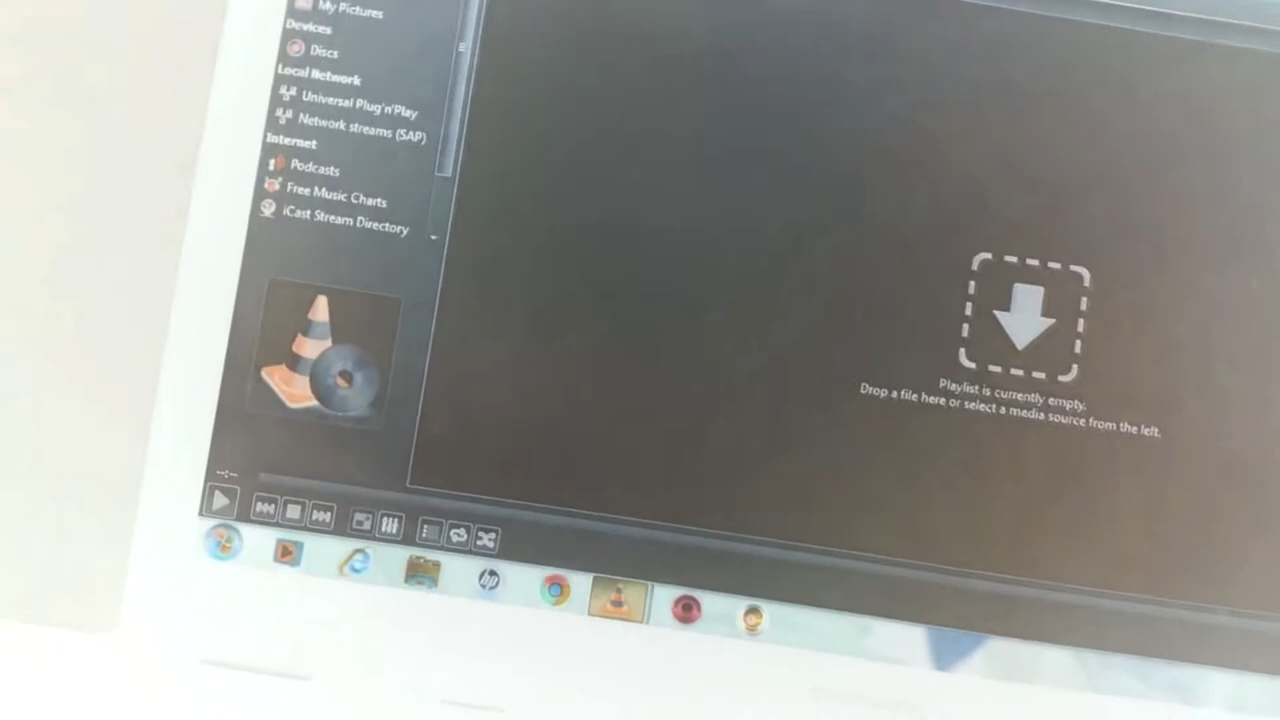 My Pictures
Devices
Discs
Local Network
Universal Plug'n'Play
Network streams (SAP)
Internet
Podcasts
Free Music Charts
iCast Stream Directory
Playlist is currently empty.
Drop a file here or select a media source from the left.
--:--
hp